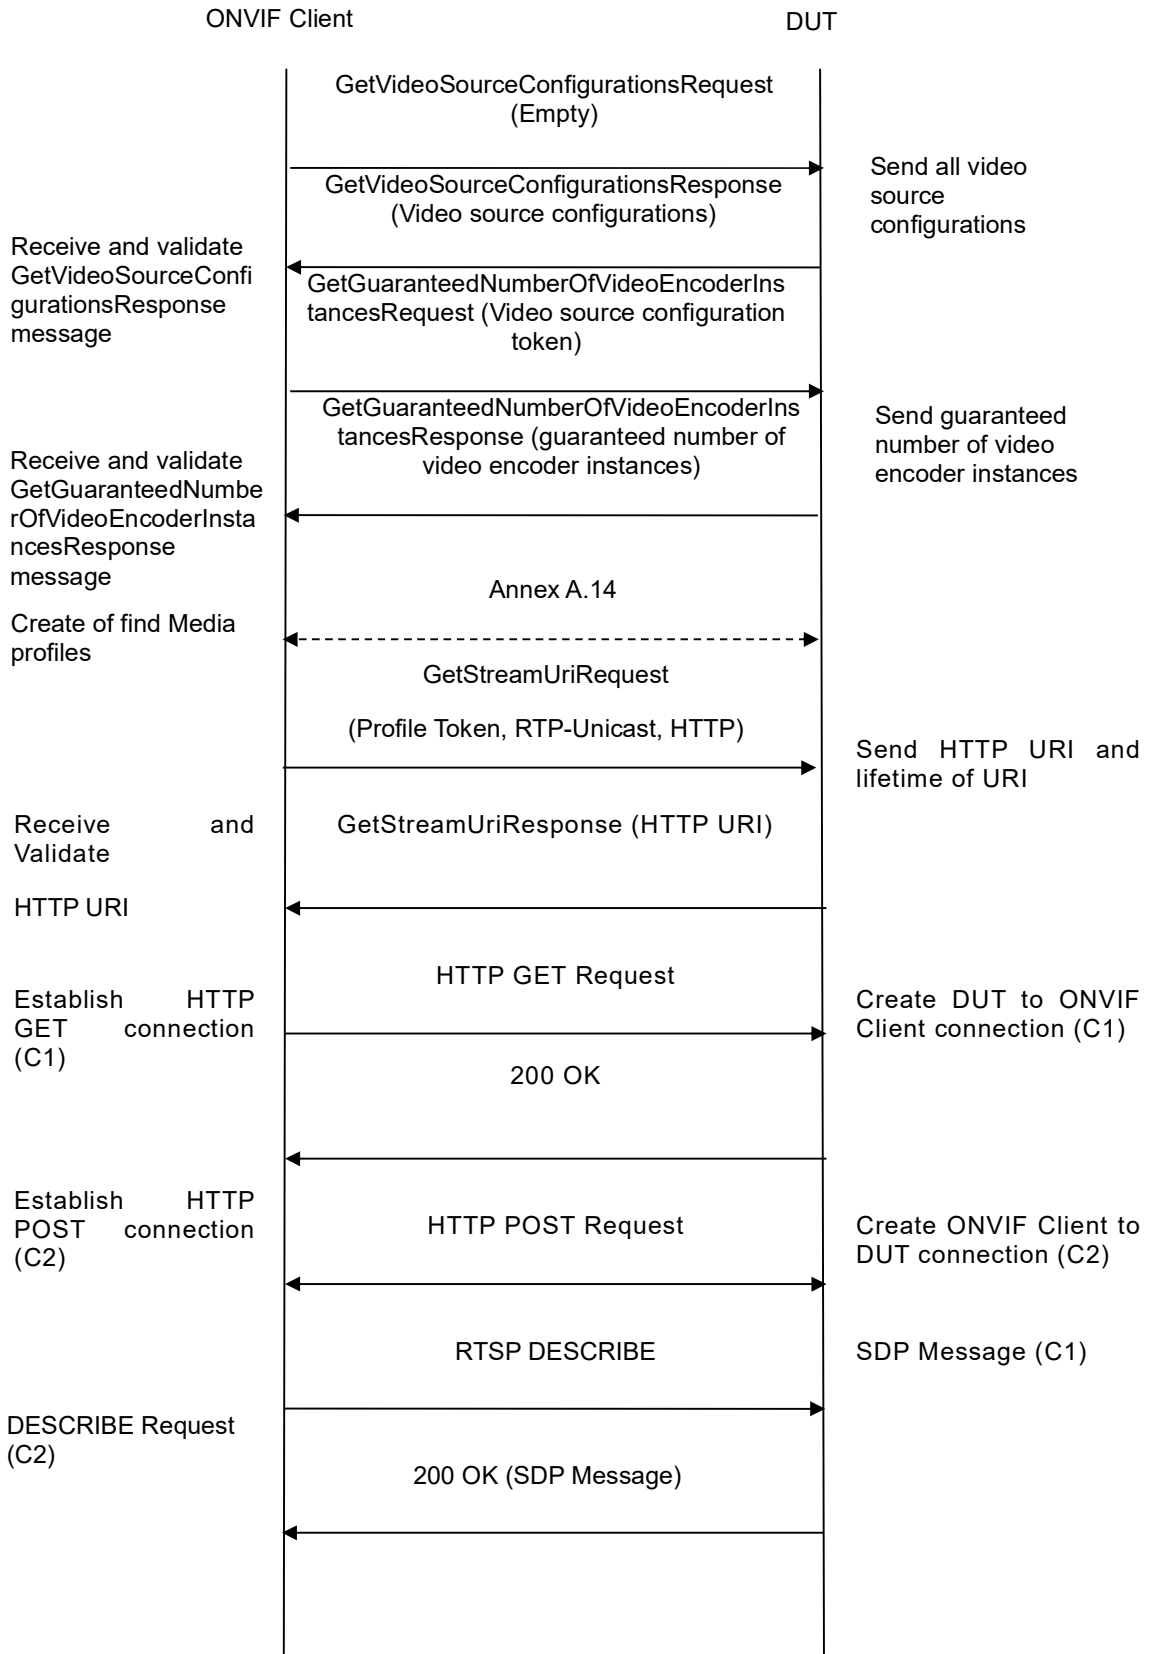 ONVIF Client
DUT
GetVideoSourceConfigurationsRequest
(Empty)
Send all video
source
configurations
GetVideoSourceConfigurationsResponse
(Video source configurations)
Receive and validate
GetVideoSourceConfi
gurationsResponse
message
GetGuaranteedNumberOfVideoEncoderIns
tancesRequest (Video source configuration
token)
GetGuaranteedNumberOfVideoEncoderIns
tancesResponse (guaranteed number of
video encoder instances)
Send guaranteed
number of video
encoder instances
Receive and validate
GetGuaranteedNumbe
rOfVideoEncoderInsta
ncesResponse
message
Annex A.14
Create of find Media
profiles
GetStreamUriRequest
(Profile Token, RTP-Unicast, HTTP)
Send HTTP URI and
lifetime of URI
Receive and
Validate
HTTP URI
GetStreamUriResponse (HTTP URI)
HTTP GET Request
Establish HTTP
GET connection
(C1)
Create DUT to ONVIF
Client connection (C1)
200 OK
Establish HTTP
POST connection
(C2)
HTTP POST Request
Create ONVIF Client to
DUT connection (C2)
RTSP DESCRIBE
SDP Message (C1)
DESCRIBE Request
(C2)
200 OK (SDP Message)